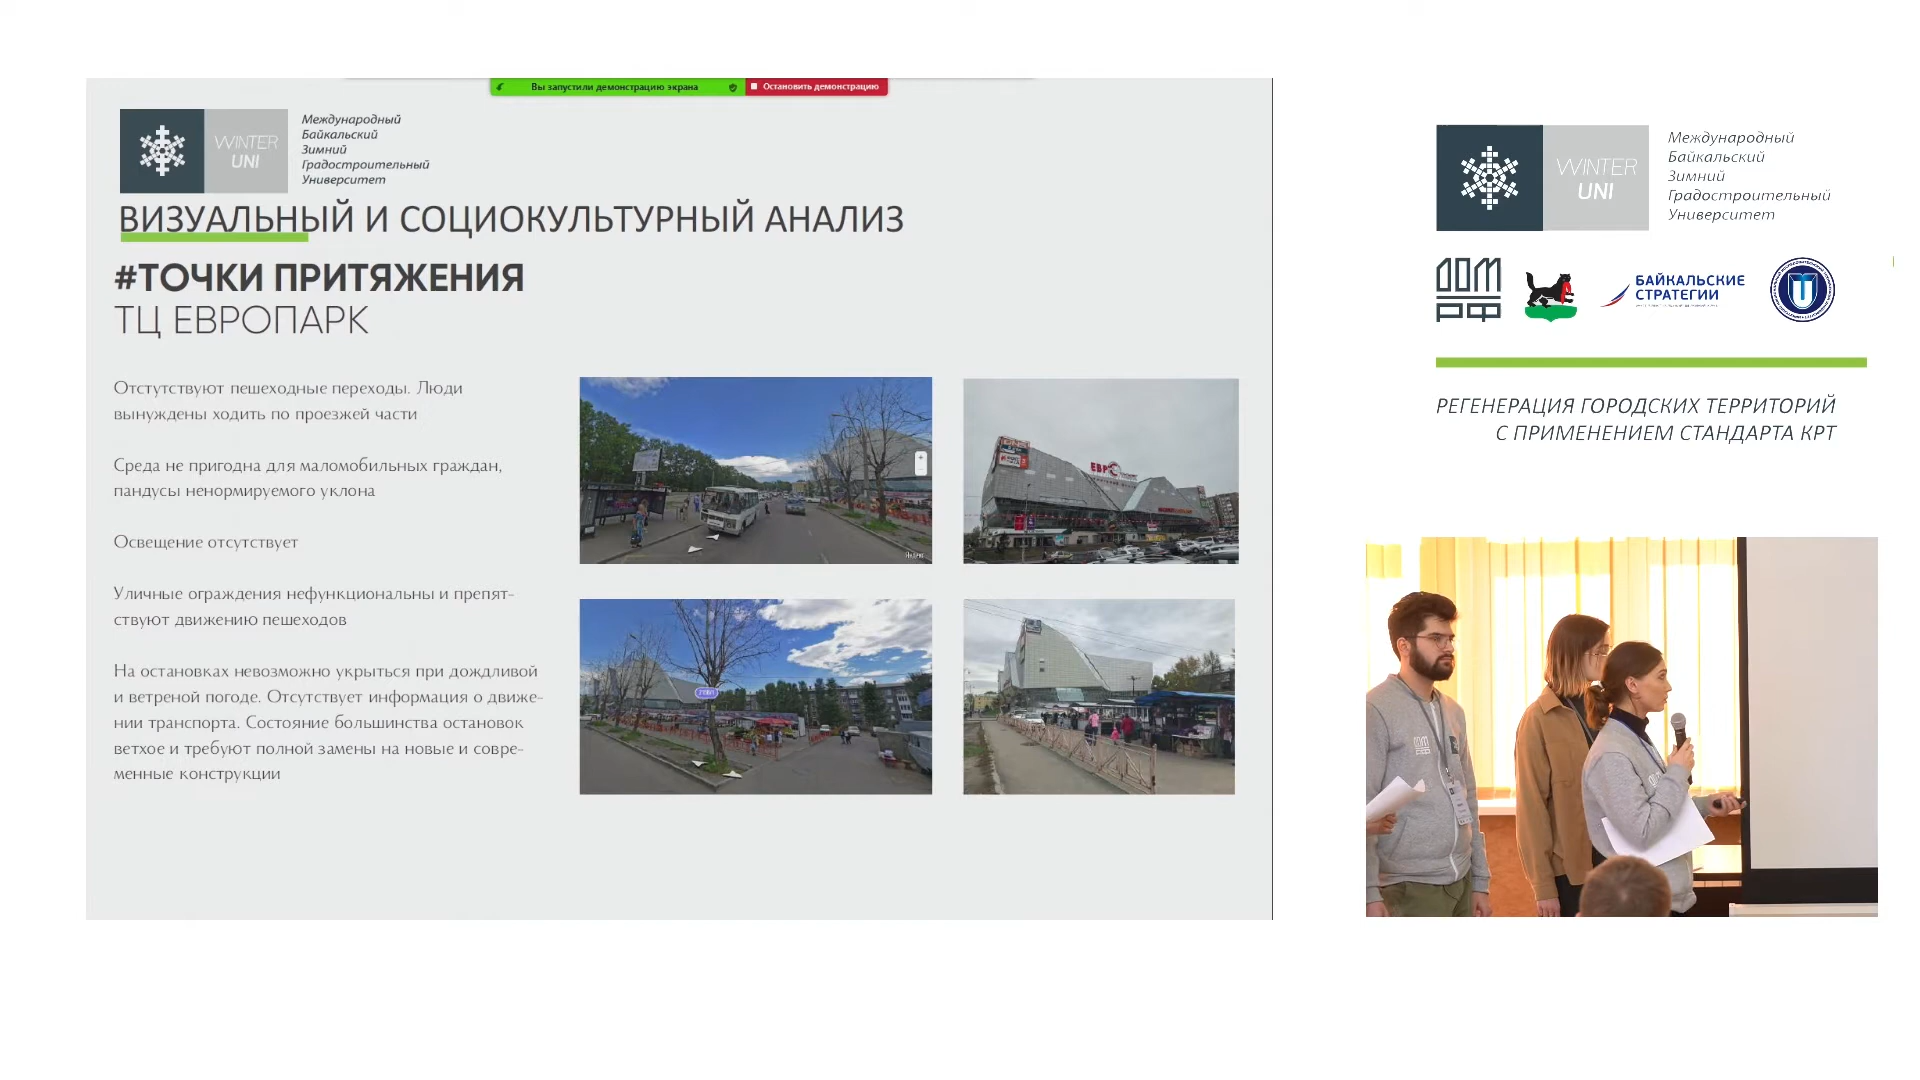 Вы запустили демонстрацию экрана
Остановить демонстрацию
WINTER
UNI
Международный
Байкальский
Зимний
Градостроительный
Университет
ВИЗУАЛЬНЫЙ И СОЦИОКУЛЬТУРНЫЙ АНАЛИЗ
#ТОЧКИ ПРИТЯЖЕНИЯ
ТЦ ЕВРОПАРК
Отстутствуют пешеходные переходы. Люди
вынуждены ходить по проезжей части
Среда не пригодна для маломобильных граждан,
пандусы ненормируемого уклона
Освещение отсутствует
Уличные ограждения нефункциональны и препят-
ствуют движению пешеходов
На остановках невозможно укрыться при дождливой
и ветреной погоде. Отсутствует информация о движе-
нии транспорта. Состояние большинства остановок
ветхое и требуют полной замены на новые и совре-
менные конструкции
WINTER
UNI
Международный
Байкальский
Зимний
Градостроительный
Университет
ДОМ
РФ
БАЙКАЛЬСКИЕ
СТРАТЕГИИ
РЕГЕНЕРАЦИЯ ГОРОДСКИХ ТЕРРИТОРИЙ
С ПРИМЕНЕНИЕМ СТАНДАРТА КРТ